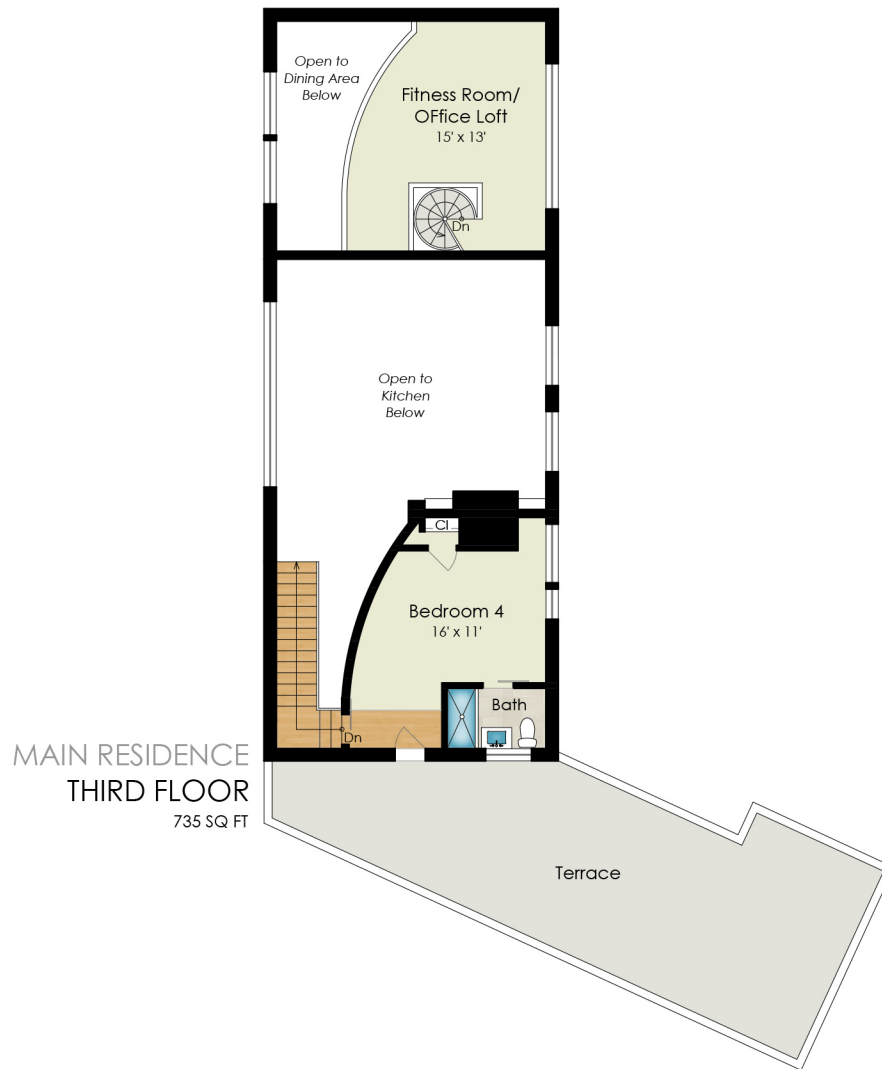 Open to
Dining Area
Below
Fitness Room/
OFfice Loft
15' x 13'
Dn
Open to
Kitchen
Below
Cl
Bedroom 4
16' x 11'
Bath
Dn
MAIN RESIDENCE
THIRD FLOOR
735 SQ FT
Terrace